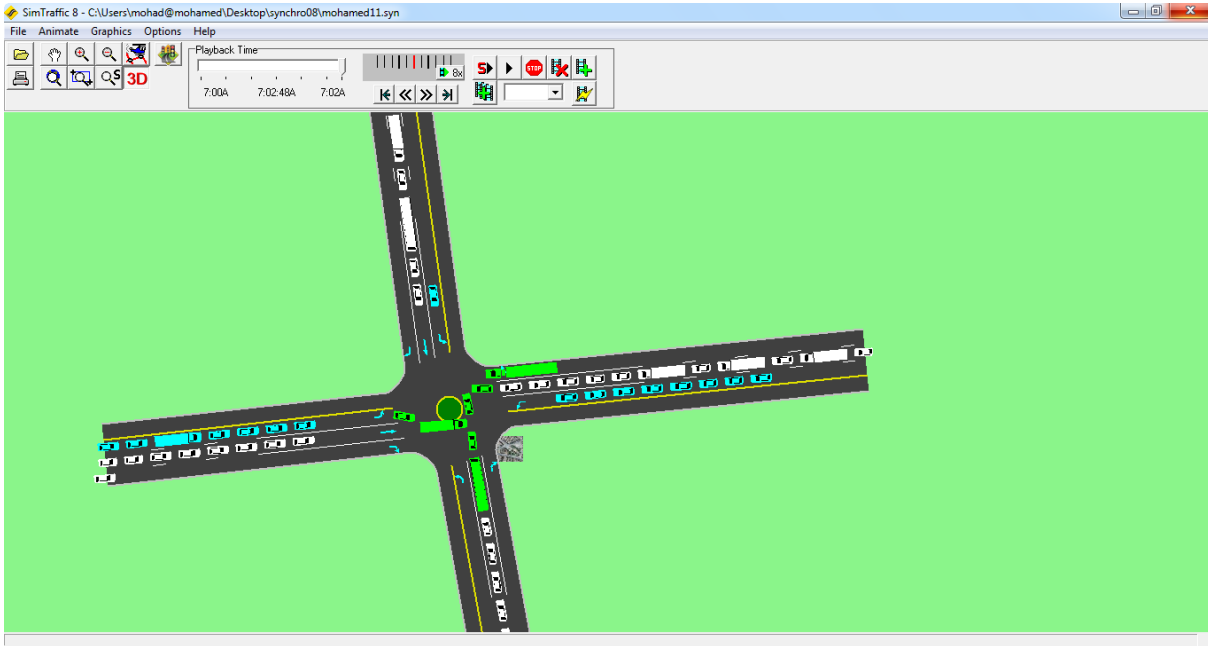 SimTraffic 8 - C:\Users\mohad@mohamed\Desktop\synchro08\mohamed11.syn
File Animate Graphics Options Help
Playback Time
8x
S
STOP
S
3D
7:00A 7:02:48A 7:02A